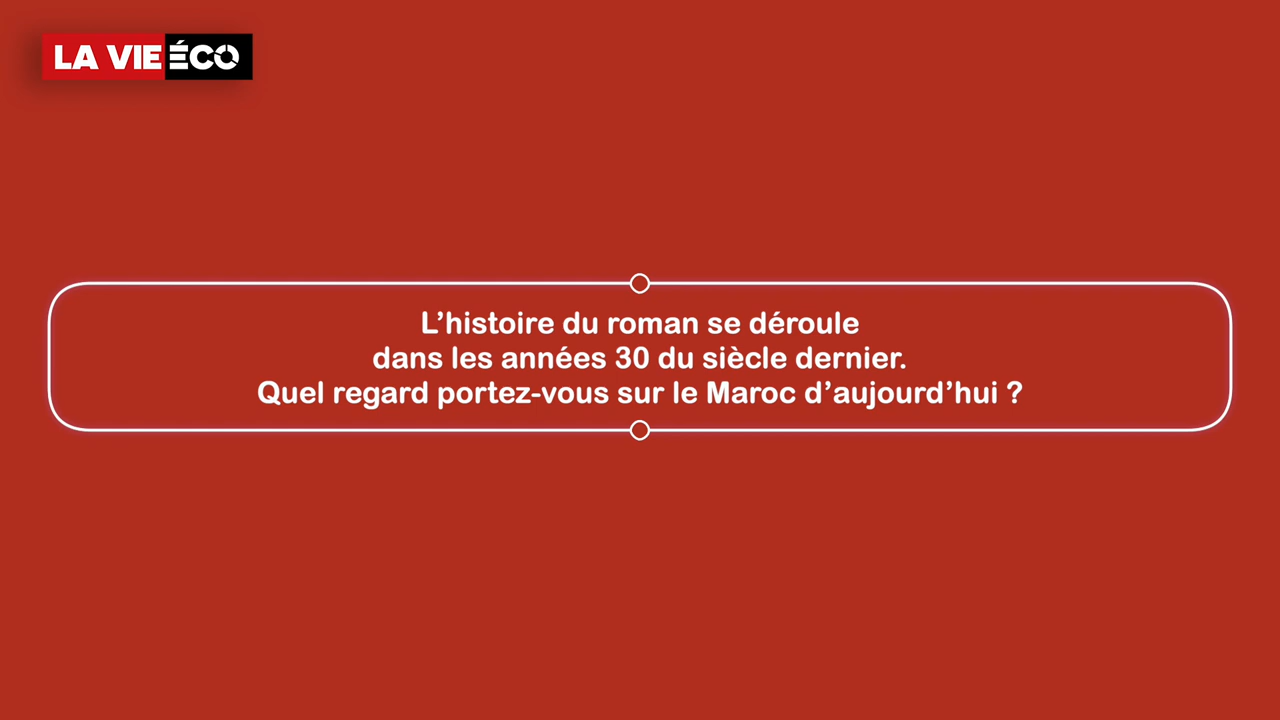 LA VIE ÉCO
L’histoire du roman se déroule
dans les années 30 du siècle dernier.
Quel regard portez-vous sur le Maroc d’aujourd’hui ?